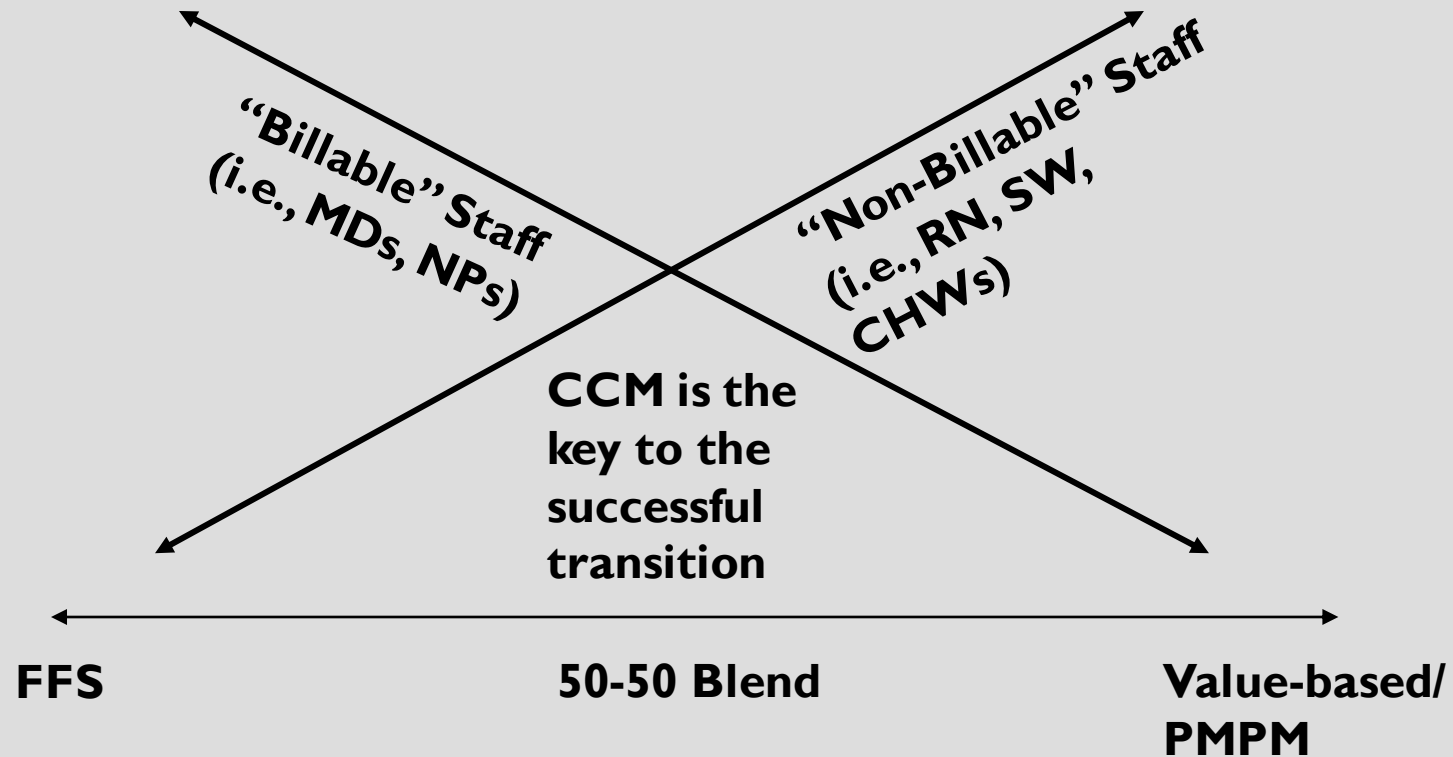 “Billable” Staff
(i.e., MDs, NPs)
“Non-Billable” Staff
(i.e., RN, SW,
CHWs)
CCM is the
key to the
successful
transition
FFS
50-50 Blend
Value-based/
PMPM